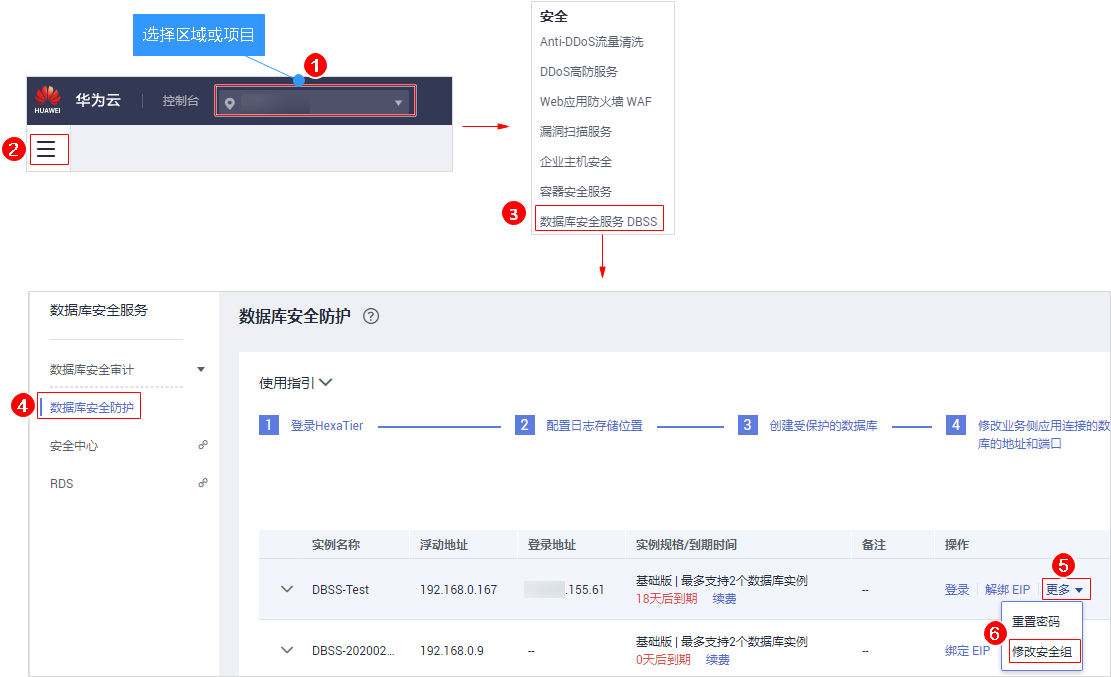 选择区域或项目
1
HUAWEI
华为云
控制台
2
安全
Anti-DDoS流量清洗
DDoS高防服务
Web应用防火墙 WAF
漏洞扫描服务
企业主机安全
容器安全服务
3
数据库安全服务 DBSS
数据库安全服务
数据库安全审计
4
数据库安全防护
安全中心
RDS
数据库安全防护 ?
使用指引
1 登录HexaTier
2 配置日志存储位置
3 创建受保护的数据库
4 修改业务侧应用连接的数
库的地址和端口
实例名称 浮动地址 登录地址 实例规格/到期时间 备注 操作
5
DBSS-Test 192.168.0.167 .155.61 基础版 | 最多支持2个数据库实例 -- 登录 解绑 EIP 更多
18天后到期 续费
重置密码
DBSS-202002... 192.168.0.9 -- 基础版 | 最多支持2个数据库实例 -- 绑定 EIP
0天后到期 续费
6
修改安全组